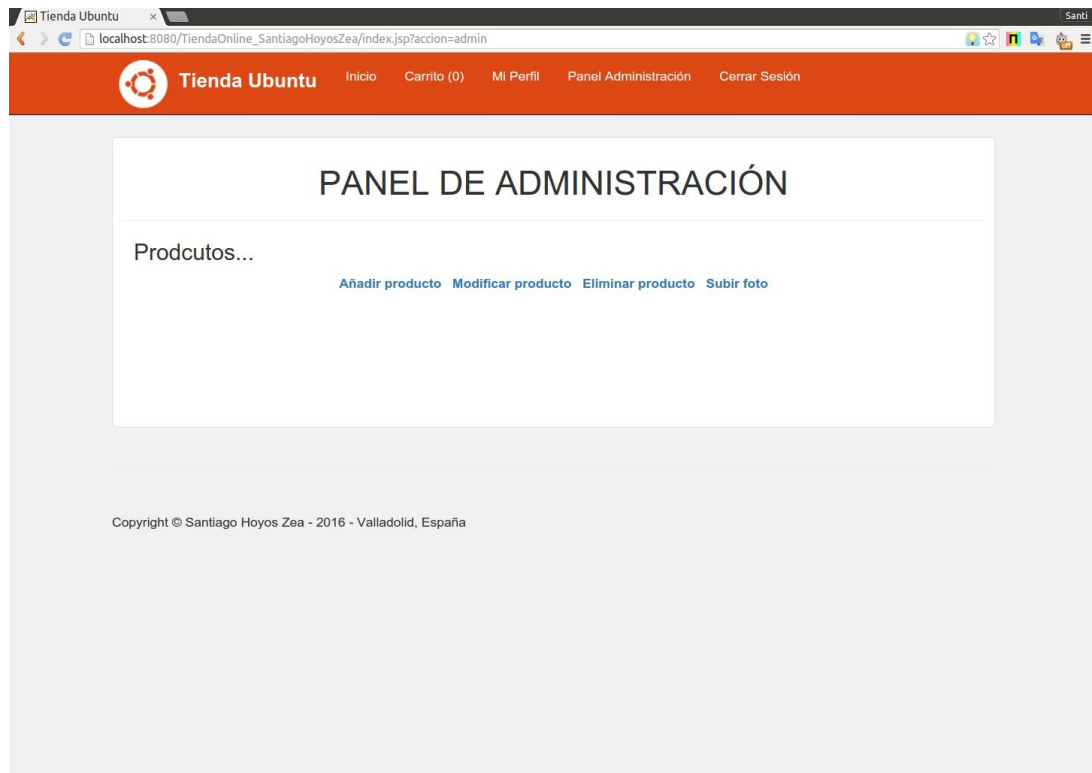 Tienda Ubuntu
Santi
localhost:8080/TiendaOnline_SantiagoHoyosZea/index.jsp?accion=admin
Tienda Ubuntu Inicio Carrito (0) Mi Perfil Panel Administración Cerrar Sesión
PANEL DE ADMINISTRACIÓN
Prodcutos...
Añadir producto Modificar producto Eliminar producto Subir foto
Copyright © Santiago Hoyos Zea - 2016 - Valladolid, España